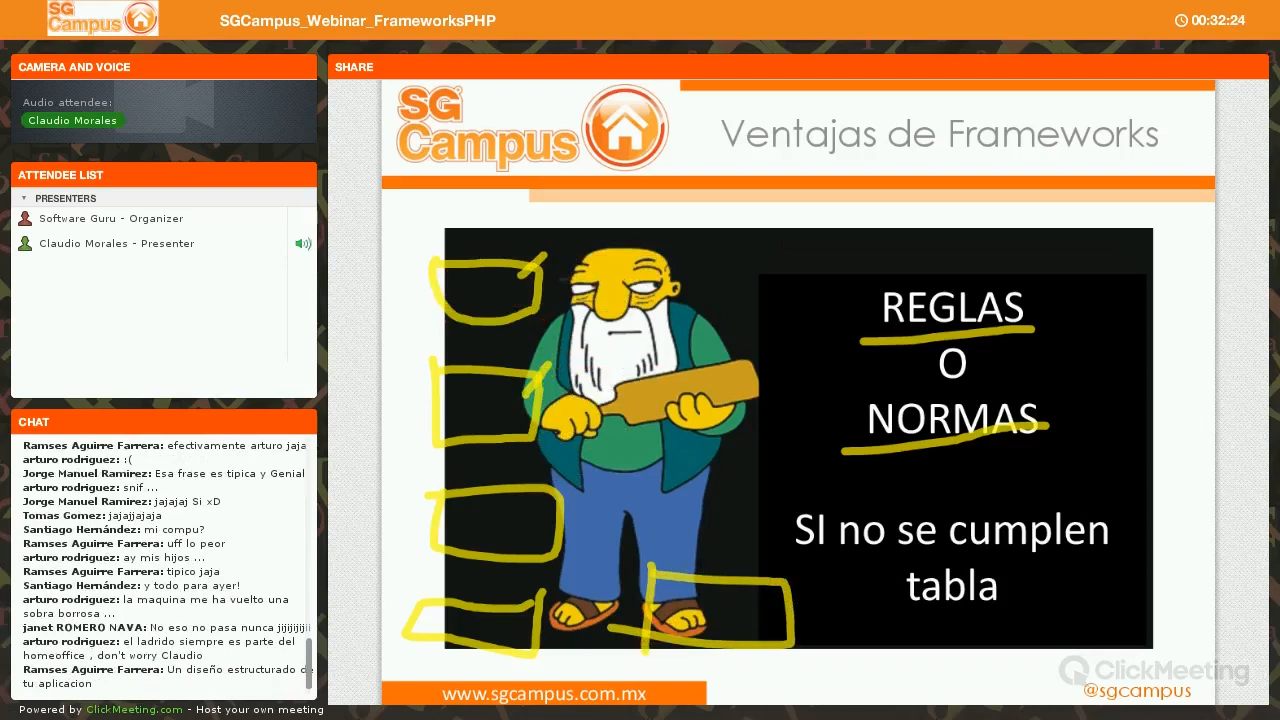 SG
Campus
SGCampus_Webinar_FrameworksPHP
00:32:24
CAMERA AND VOICE
Audio attendee:
Claudio Morales
ATTENDEE LIST
PRESENTERS
Software Guru - Organizer
Claudio Morales - Presenter
CHAT
Ramses Aguirre Farrera: efectivamente arturo jaja
arturo rodriguez: :(
Jorge Manuel Ramirez: Esa frase es tipica y Genial
arturo rodriguez: snif ...
Jorge Manuel Ramirez: jajajaj Si xD
Tomas Gomez: jajajjajaja
Santiago Hernández: mi compu?
Ramses Aguirre Farrera: uff lo peor
arturo rodriguez: ay mis hijos ...
Ramses Aguirre Farrera: tipico jaja
Santiago Hernández: y todo para ayer!
arturo rodriguez: la maquina me ha vuelto una
sobra borrosa ...
janet ROMERO NAVA: No eso no pasa nunca jijijijijii
arturo rodriguez: el ladrido siempre es parte del
homeoffice , don't worry Claudio
Ramses Aguirre Farrera: Un diseño estructurado de
tu aplicacion
Powered by ClickMeeting.com - Host your own meeting
SHARE
SG
Campus
Ventajas de Frameworks
REGLAS
O
NORMAS
SI no se cumplen
tabla
www.sgcampus.com.mx
ClickMeeting
@sgcampus